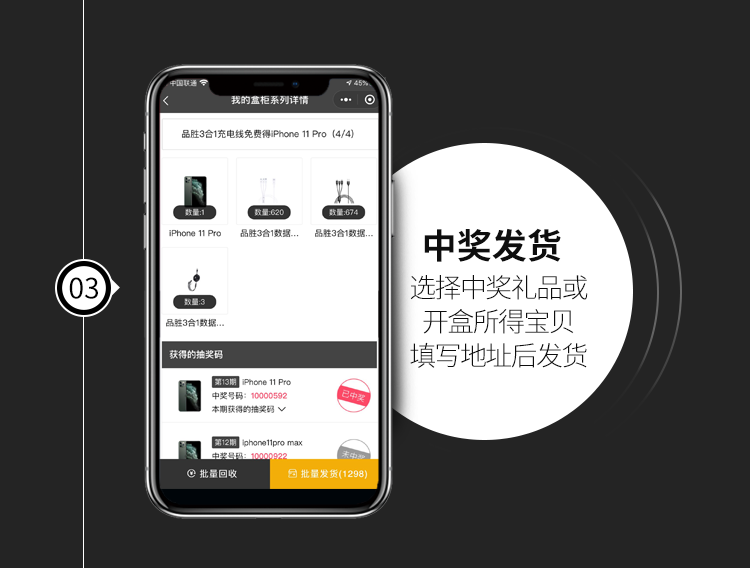 中国联通
45%
我的盒柜系列详情
品胜3合1充电线免费得iPhone 11 Pro（4/4）
数量:1
数量:620
数量:674
iPhone 11 Pro
品胜3合1数据...
品胜3合1数据...
数量:3
品胜3合1数据...
获得的抽奖码
第13期 iPhone 11 Pro
中奖号码：10000592
本期获得的抽奖码
已中奖
第12期 Iphone11pro max
中奖号码：10000922
未中奖
批量回收
批量发货(1298)
03
中奖发货
选择中奖礼品或
开盒所得宝贝
填写地址后发货